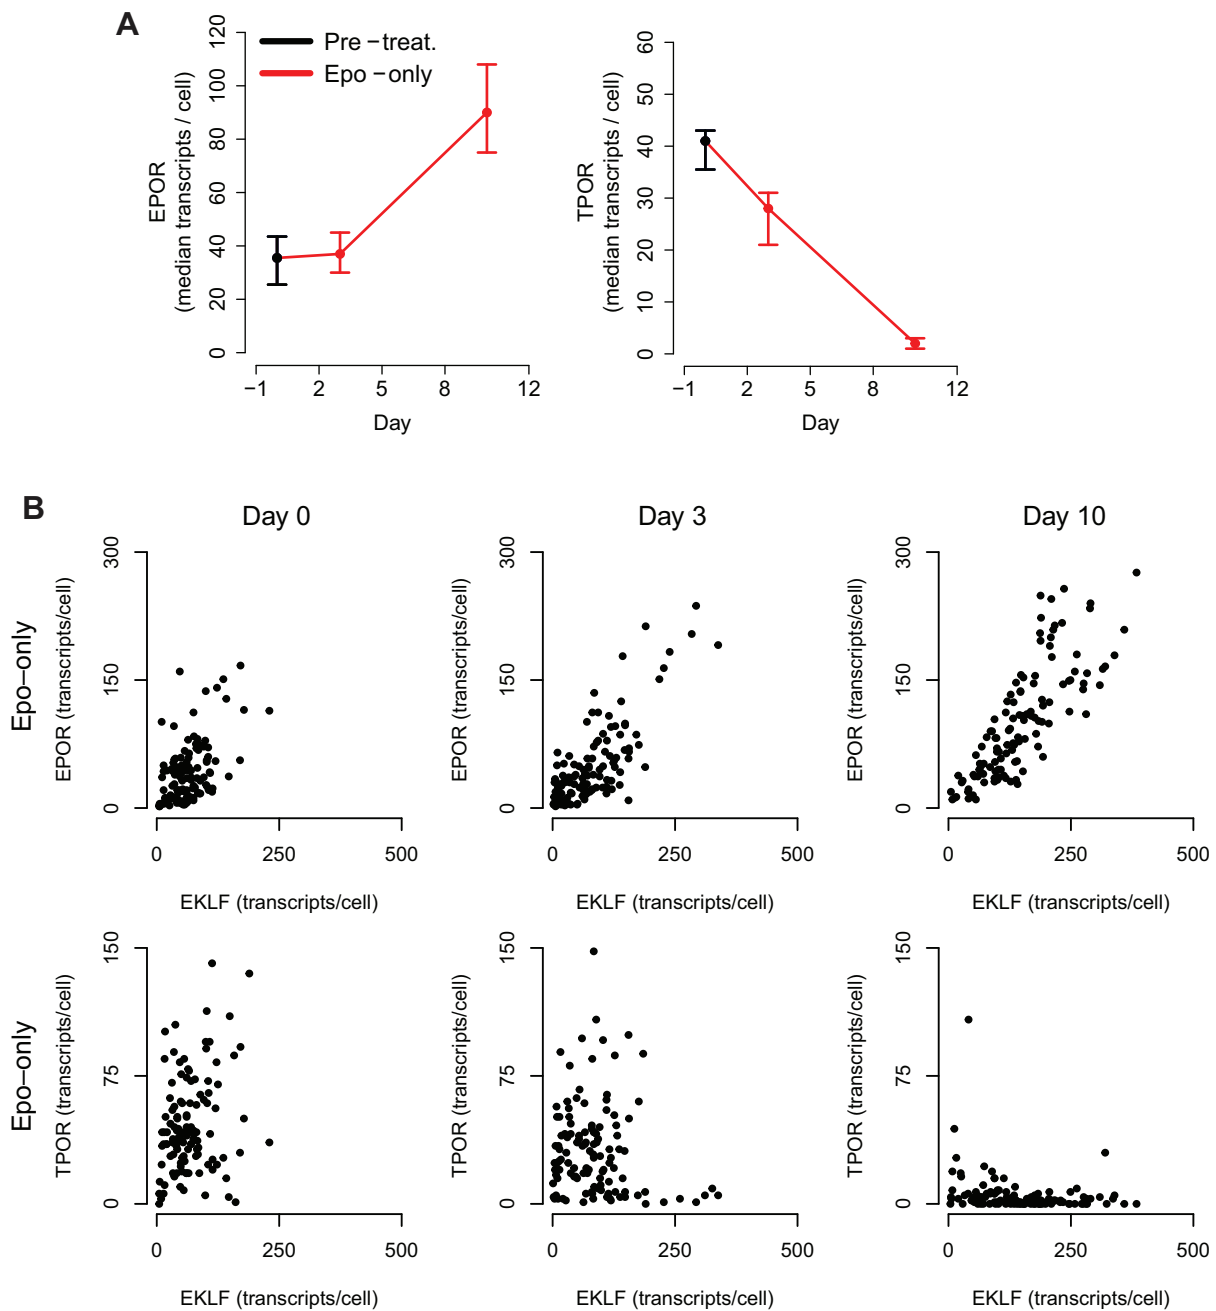 A
EPOR
(median transcripts / cell)
0
20
40
60
80
100
120
Pre −treat.
Epo −only
−1
2
5
8
12
Day
TPOR
(median transcripts / cell)
0
10
20
30
40
50
60
−1
2
5
8
12
Day
B
Day 0
Day 3
Day 10
Epo−only
EPOR (transcripts/cell)
0
150
300
0
250
500
EKLF (transcripts/cell)
EPOR (transcripts/cell)
0
150
300
0
250
500
EKLF (transcripts/cell)
EPOR (transcripts/cell)
0
150
300
0
250
500
EKLF (transcripts/cell)
Epo−only
TPOR (transcripts/cell)
0
75
150
0
250
500
EKLF (transcripts/cell)
TPOR (transcripts/cell)
0
75
150
0
250
500
EKLF (transcripts/cell)
TPOR (transcripts/cell)
0
75
150
0
250
500
EKLF (transcripts/cell)